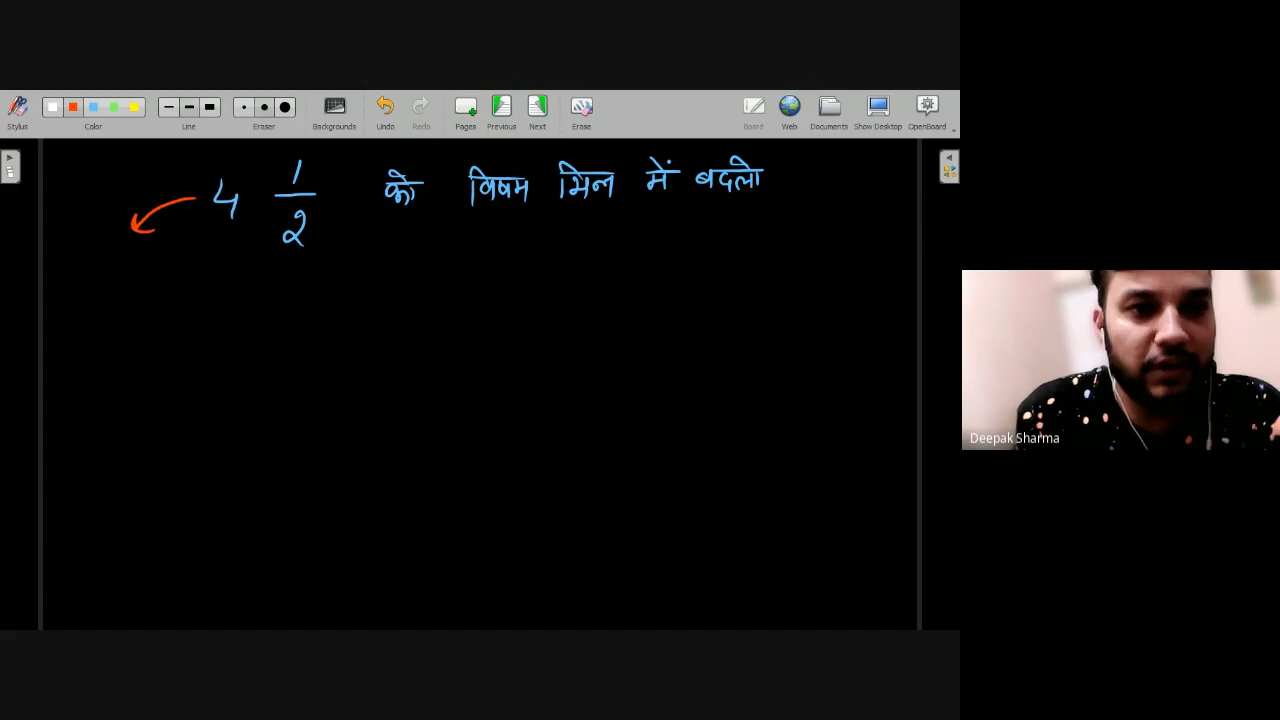 Stylus Color Line Eraser Backgrounds Undo Redo Pages Previous Next Erase Board Web Documents Show Desktop OpenBoard
4 1/2 को विषम भिन्न में बदलो
Deepak Sharma